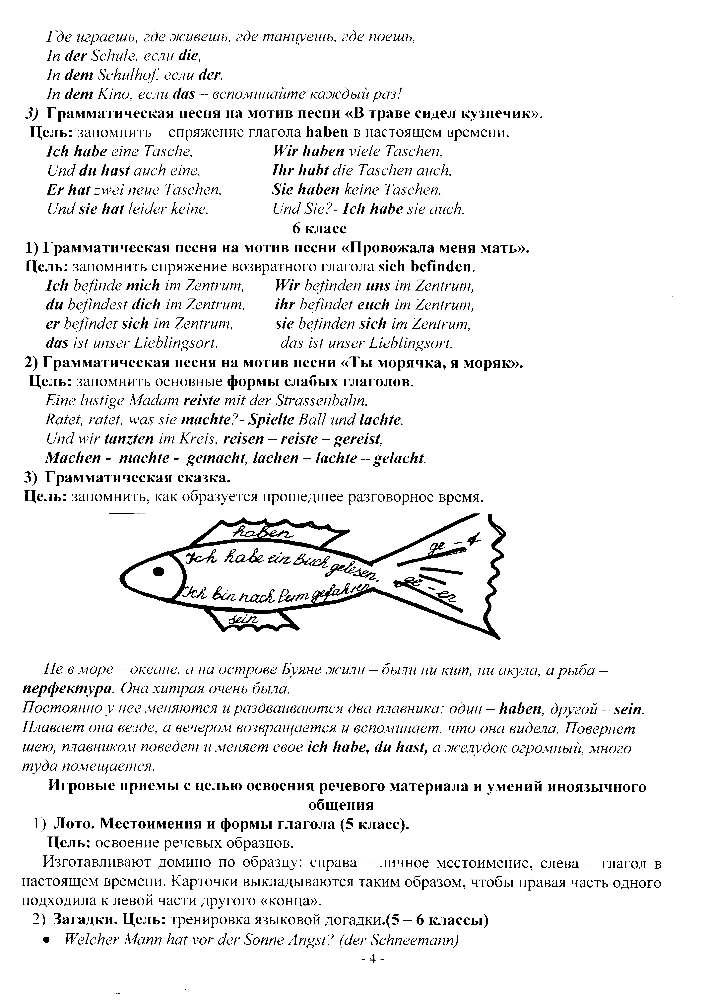 Где играешь, где живешь, где танцуешь, где поешь,
In der Schule, если die,
In dem Schulhof, если der,
In dem Kino, если das – вспоминайте каждый раз!
3) Грамматическая песня на мотив песни «В траве сидел кузнечик».
Цель: запомнить спряжение глагола haben в настоящем времени.
Ich habe eine Tasche, Wir haben viele Taschen,
Und du hast auch eine, Ihr habt die Taschen auch,
Er hat zwei neue Taschen, Sie haben keine Taschen,
Und sie hat leider keine. Und Sie?- Ich habe sie auch.
6 класс
1) Грамматическая песня на мотив песни «Провожала меня мать».
Цель: запомнить спряжение возвратного глагола sich befinden.
Ich befinde mich im Zentrum, Wir befinden uns im Zentrum,
du befindest dich im Zentrum, ihr befindet euch im Zentrum,
er befindet sich im Zentrum, sie befinden sich im Zentrum,
das ist unser Lieblingsort. das ist unser Lieblingsort.
2) Грамматическая песня на мотив песни «Ты морячка, я моряк».
Цель: запомнить основные формы слабых глаголов.
Eine lustige Madam reiste mit der Strassenbahn,
Ratet, ratet, was sie machte?- Spielte Ball und lachte.
Und wir tanzten im Kreis, reisen – reiste – gereist,
Machen - machte - gemacht, lachen – lachte – gelacht.
3) Грамматическая сказка.
Цель: запомнить, как образуется прошедшее разговорное время.
haben
ge – t
Ich habe ein Buch gelesen.
ge – en
Ich bin nach Perm gefahren.
sein
Не в море – океане, а на острове Буяне жили – были ни кит, ни акула, а рыба –
перфектура. Она хитрая очень была.
Постоянно у нее меняются и раздваиваются два плавника: один – haben, другой – sein.
Плавает она везде, а вечером возвращается и вспоминает, что она видела. Повернет
шею, плавником поведет и меняет свое ich habe, du hast, а желудок огромный, много
туда помещается.
Игровые приемы с целью освоения речевого материала и умений иноязычного
общения
1) Лото. Местоимения и формы глагола (5 класс).
Цель: освоение речевых образцов.
Изготавливают домино по образцу: справа – личное местоимение, слева – глагол в
настоящем времени. Карточки выкладываются таким образом, чтобы правая часть одного
подходила к левой части другого «конца».
2) Загадки. Цель: тренировка языковой догадки.(5 – 6 классы)
• Welcher Mann hat vor der Sonne Angst? (der Schneemann)
- 4 -